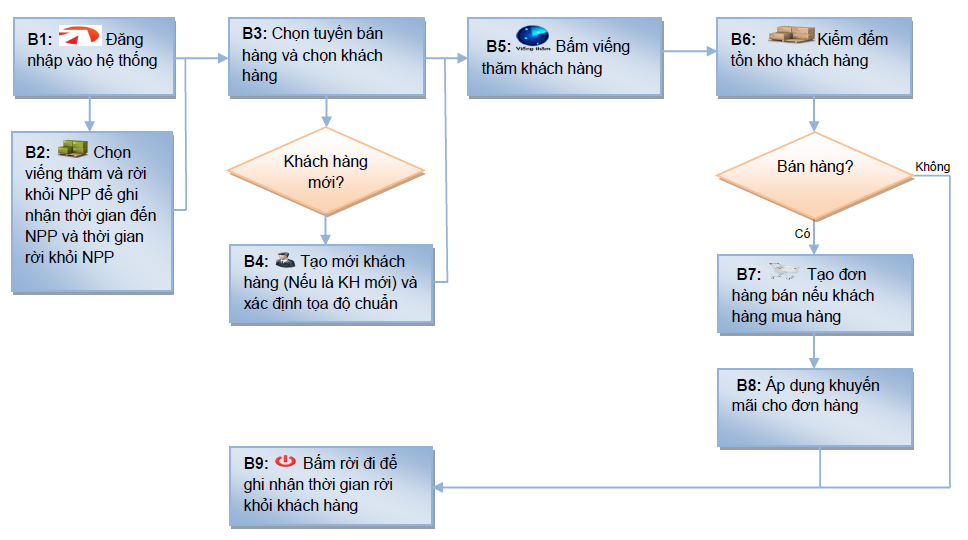 B1: Đăng
nhập vào hệ thống
B2: Chọn
viếng thăm và rời
khỏi NPP để ghi
nhận thời gian đến
NPP và thời gian
rời khỏi NPP
B3: Chọn tuyến bán
hàng và chọn khách
hàng
Khách hàng
mới?
B4: Tạo mới khách
hàng (Nếu là KH mới) và
xác định tọa độ chuẩn
B5: Viếng thăm Bấm viếng
thăm khách hàng
B6: Kiểm đếm
tồn kho khách hàng
Bán hàng?
Không
Có
B7: Tạo đơn
hàng bán nếu khách
hàng mua hàng
B8: Áp dụng khuyến
mãi cho đơn hàng
B9: Bấm rời đi để
ghi nhận thời gian rời
khỏi khách hàng